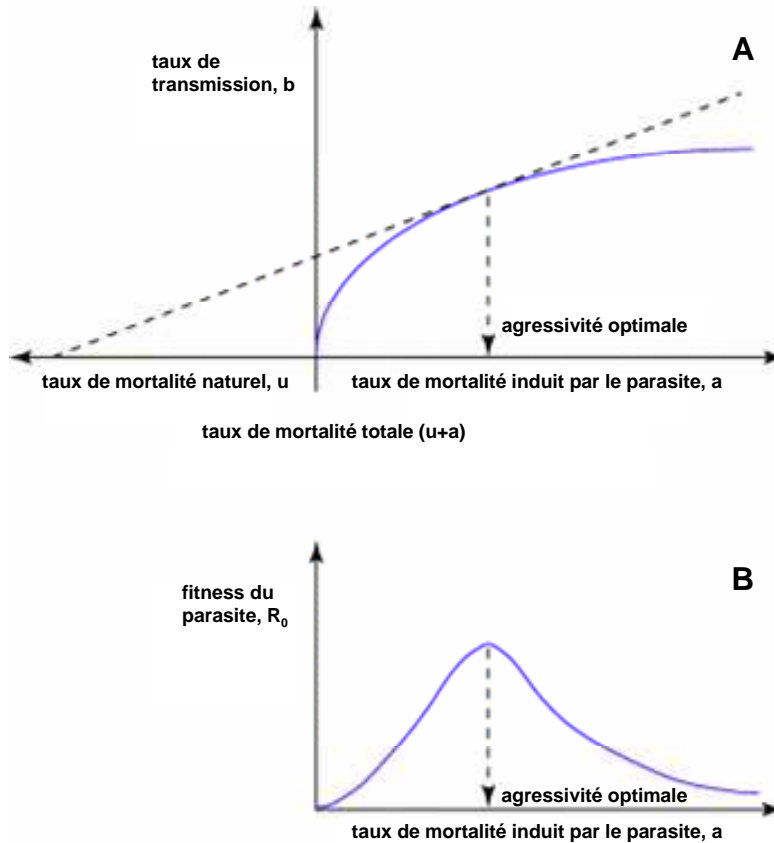 A
taux de
transmission, b
agressivité optimale
taux de mortalité naturel, u
taux de mortalité induit par le parasite, a
taux de mortalité totale (u+a)
B
fitness du
parasite, R₀
agressivité optimale
taux de mortalité induit par le parasite, a